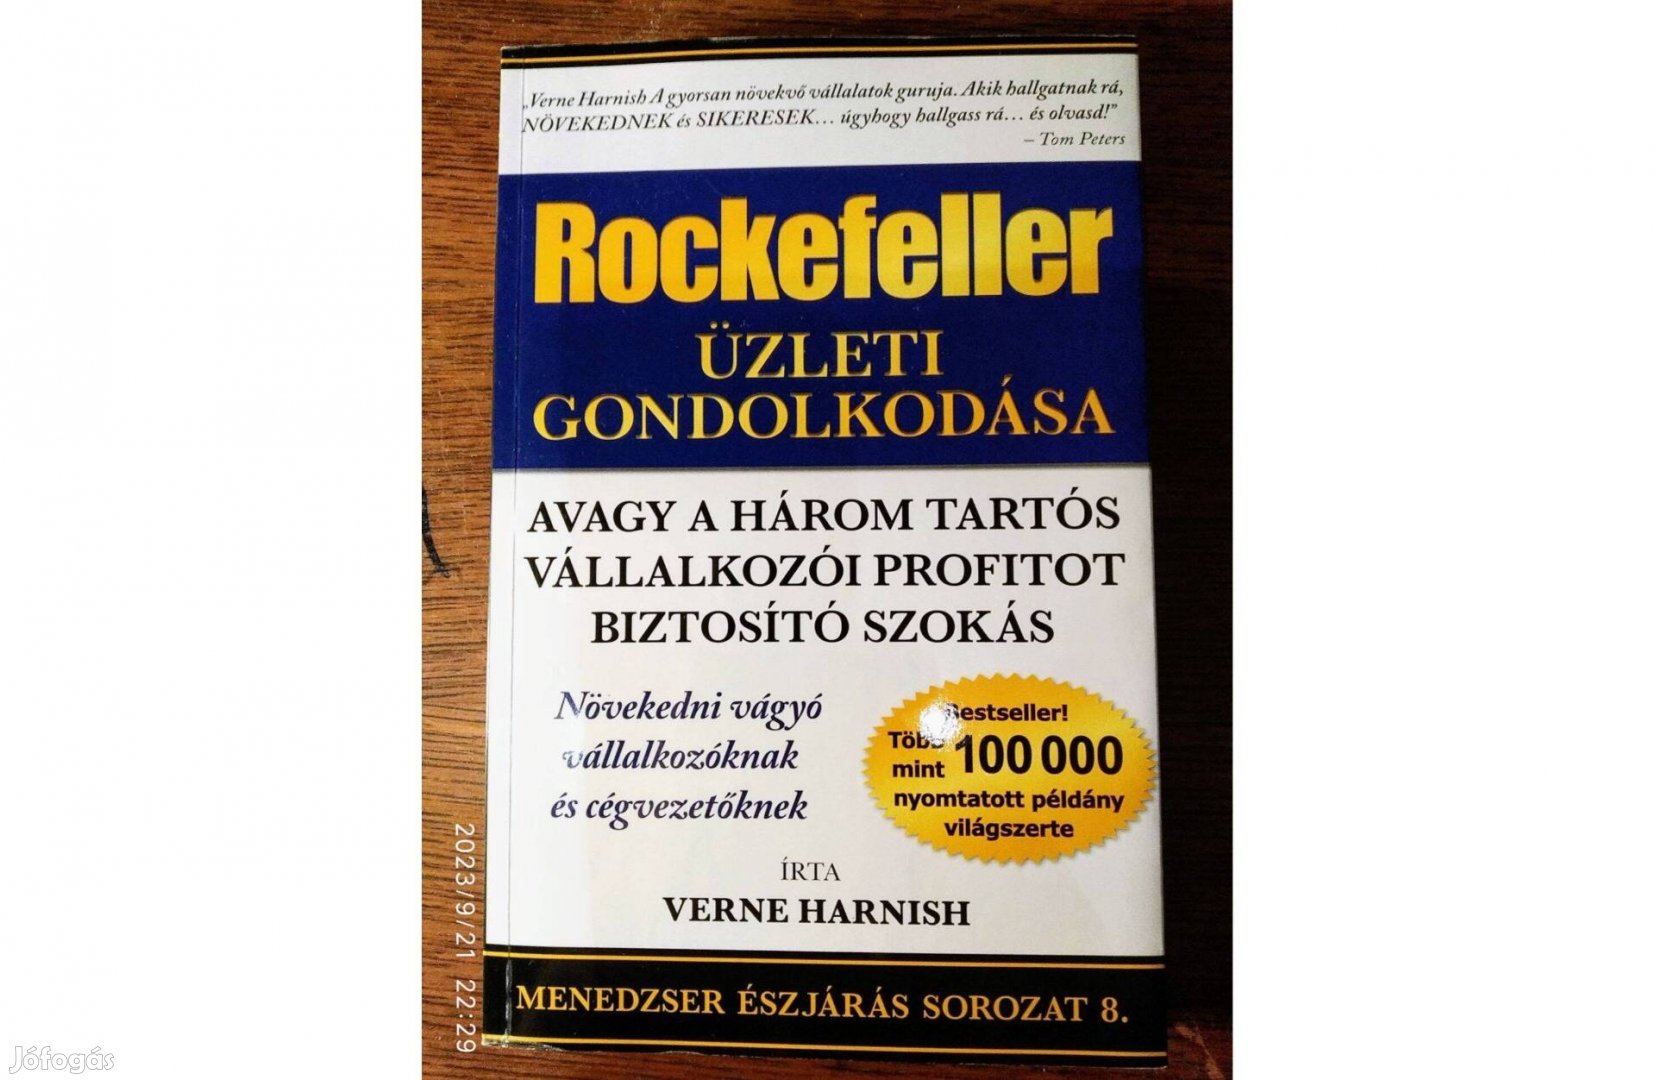 „Verne Harnish A gyorsan növekvő vállalatok guruja. Akik hallgatnak rá,
NÖVEKEDNEK és SIKERESEK... úgyhogy hallgass rá... és olvasd!”
– Tom Peters
Rockefeller
ÜZLETI
GONDOLKODÁSA
AVAGY A HÁROM TARTÓS
VÁLLALKOZÓI PROFITOT
BIZTOSÍTÓ SZOKÁS
Növekedni vágyó
vállalkozóknak
és cégvezetőknek
Bestseller!
Több
mint 100 000
nyomtatott példány
világszerte
ÍRTA
VERNE HARNISH
MENEDZSER ÉSZJÁRÁS SOROZAT 8.
2023/9/21 22:29
Jófogás